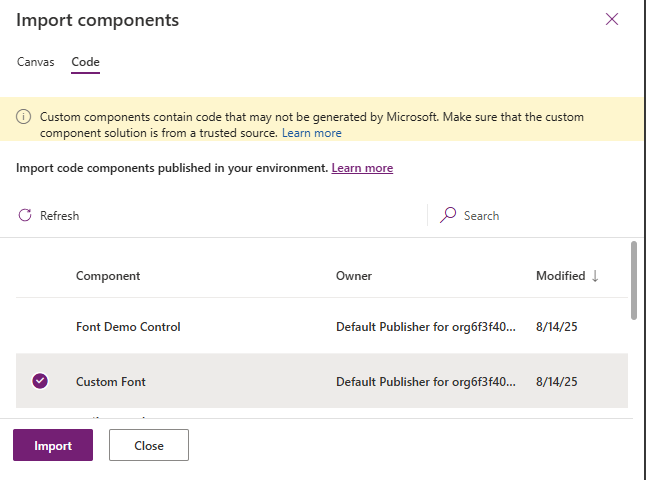 Import components
Canvas Code
Custom components contain code that may not be generated by Microsoft. Make sure that the custom
component solution is from a trusted source. Learn more
Import code components published in your environment. Learn more
Refresh Search
Component Owner Modified
Font Demo Control Default Publisher for org6f3f40... 8/14/25
Custom Font Default Publisher for org6f3f40... 8/14/25
Import Close